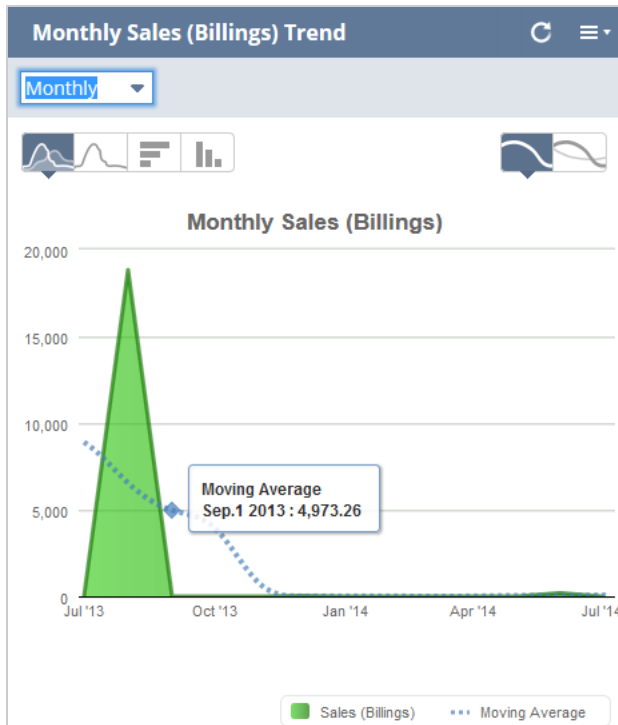 Monthly Sales (Billings) Trend
Monthly
Monthly Sales (Billings)
20,000
15,000
10,000
5,000
0
Moving Average
Sep.1 2013 : 4,973.26
Jul '13
Oct '13
Jan '14
Apr '14
Jul '14
Sales (Billings)
Moving Average